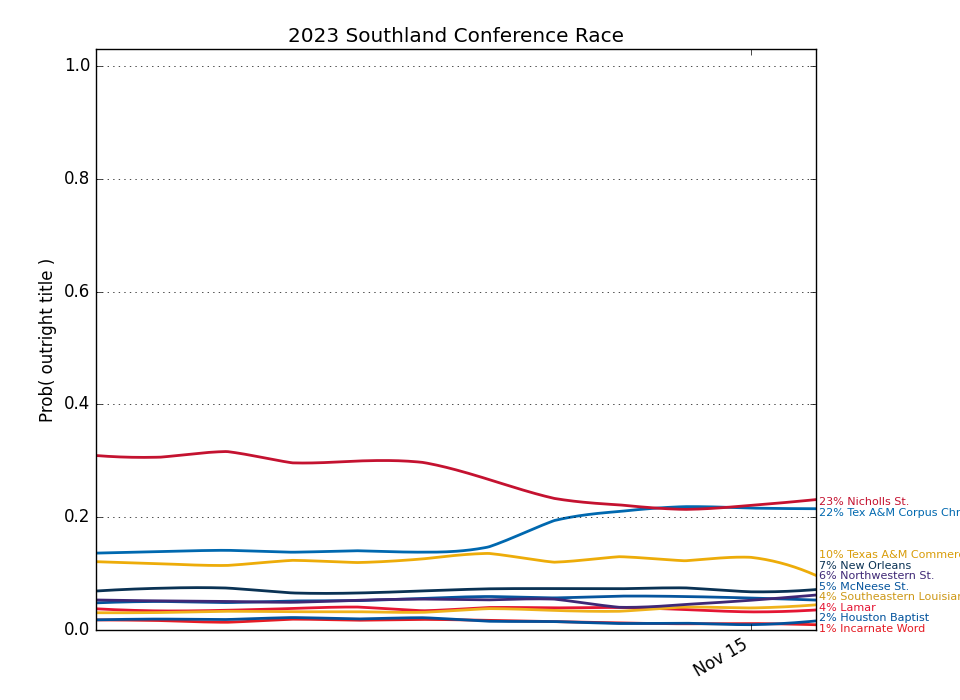 2023 Southland Conference Race
Prob( outright title )
1.0
0.8
0.6
0.4
0.2
0.0
Nov 15
23% Nicholls St.
22% Tex A&M Corpus Chr
10% Texas A&M Commerc
7% New Orleans
6% Northwestern St.
5% McNeese St.
4% Southeastern Louisian
4% Lamar
2% Houston Baptist
1% Incarnate Word